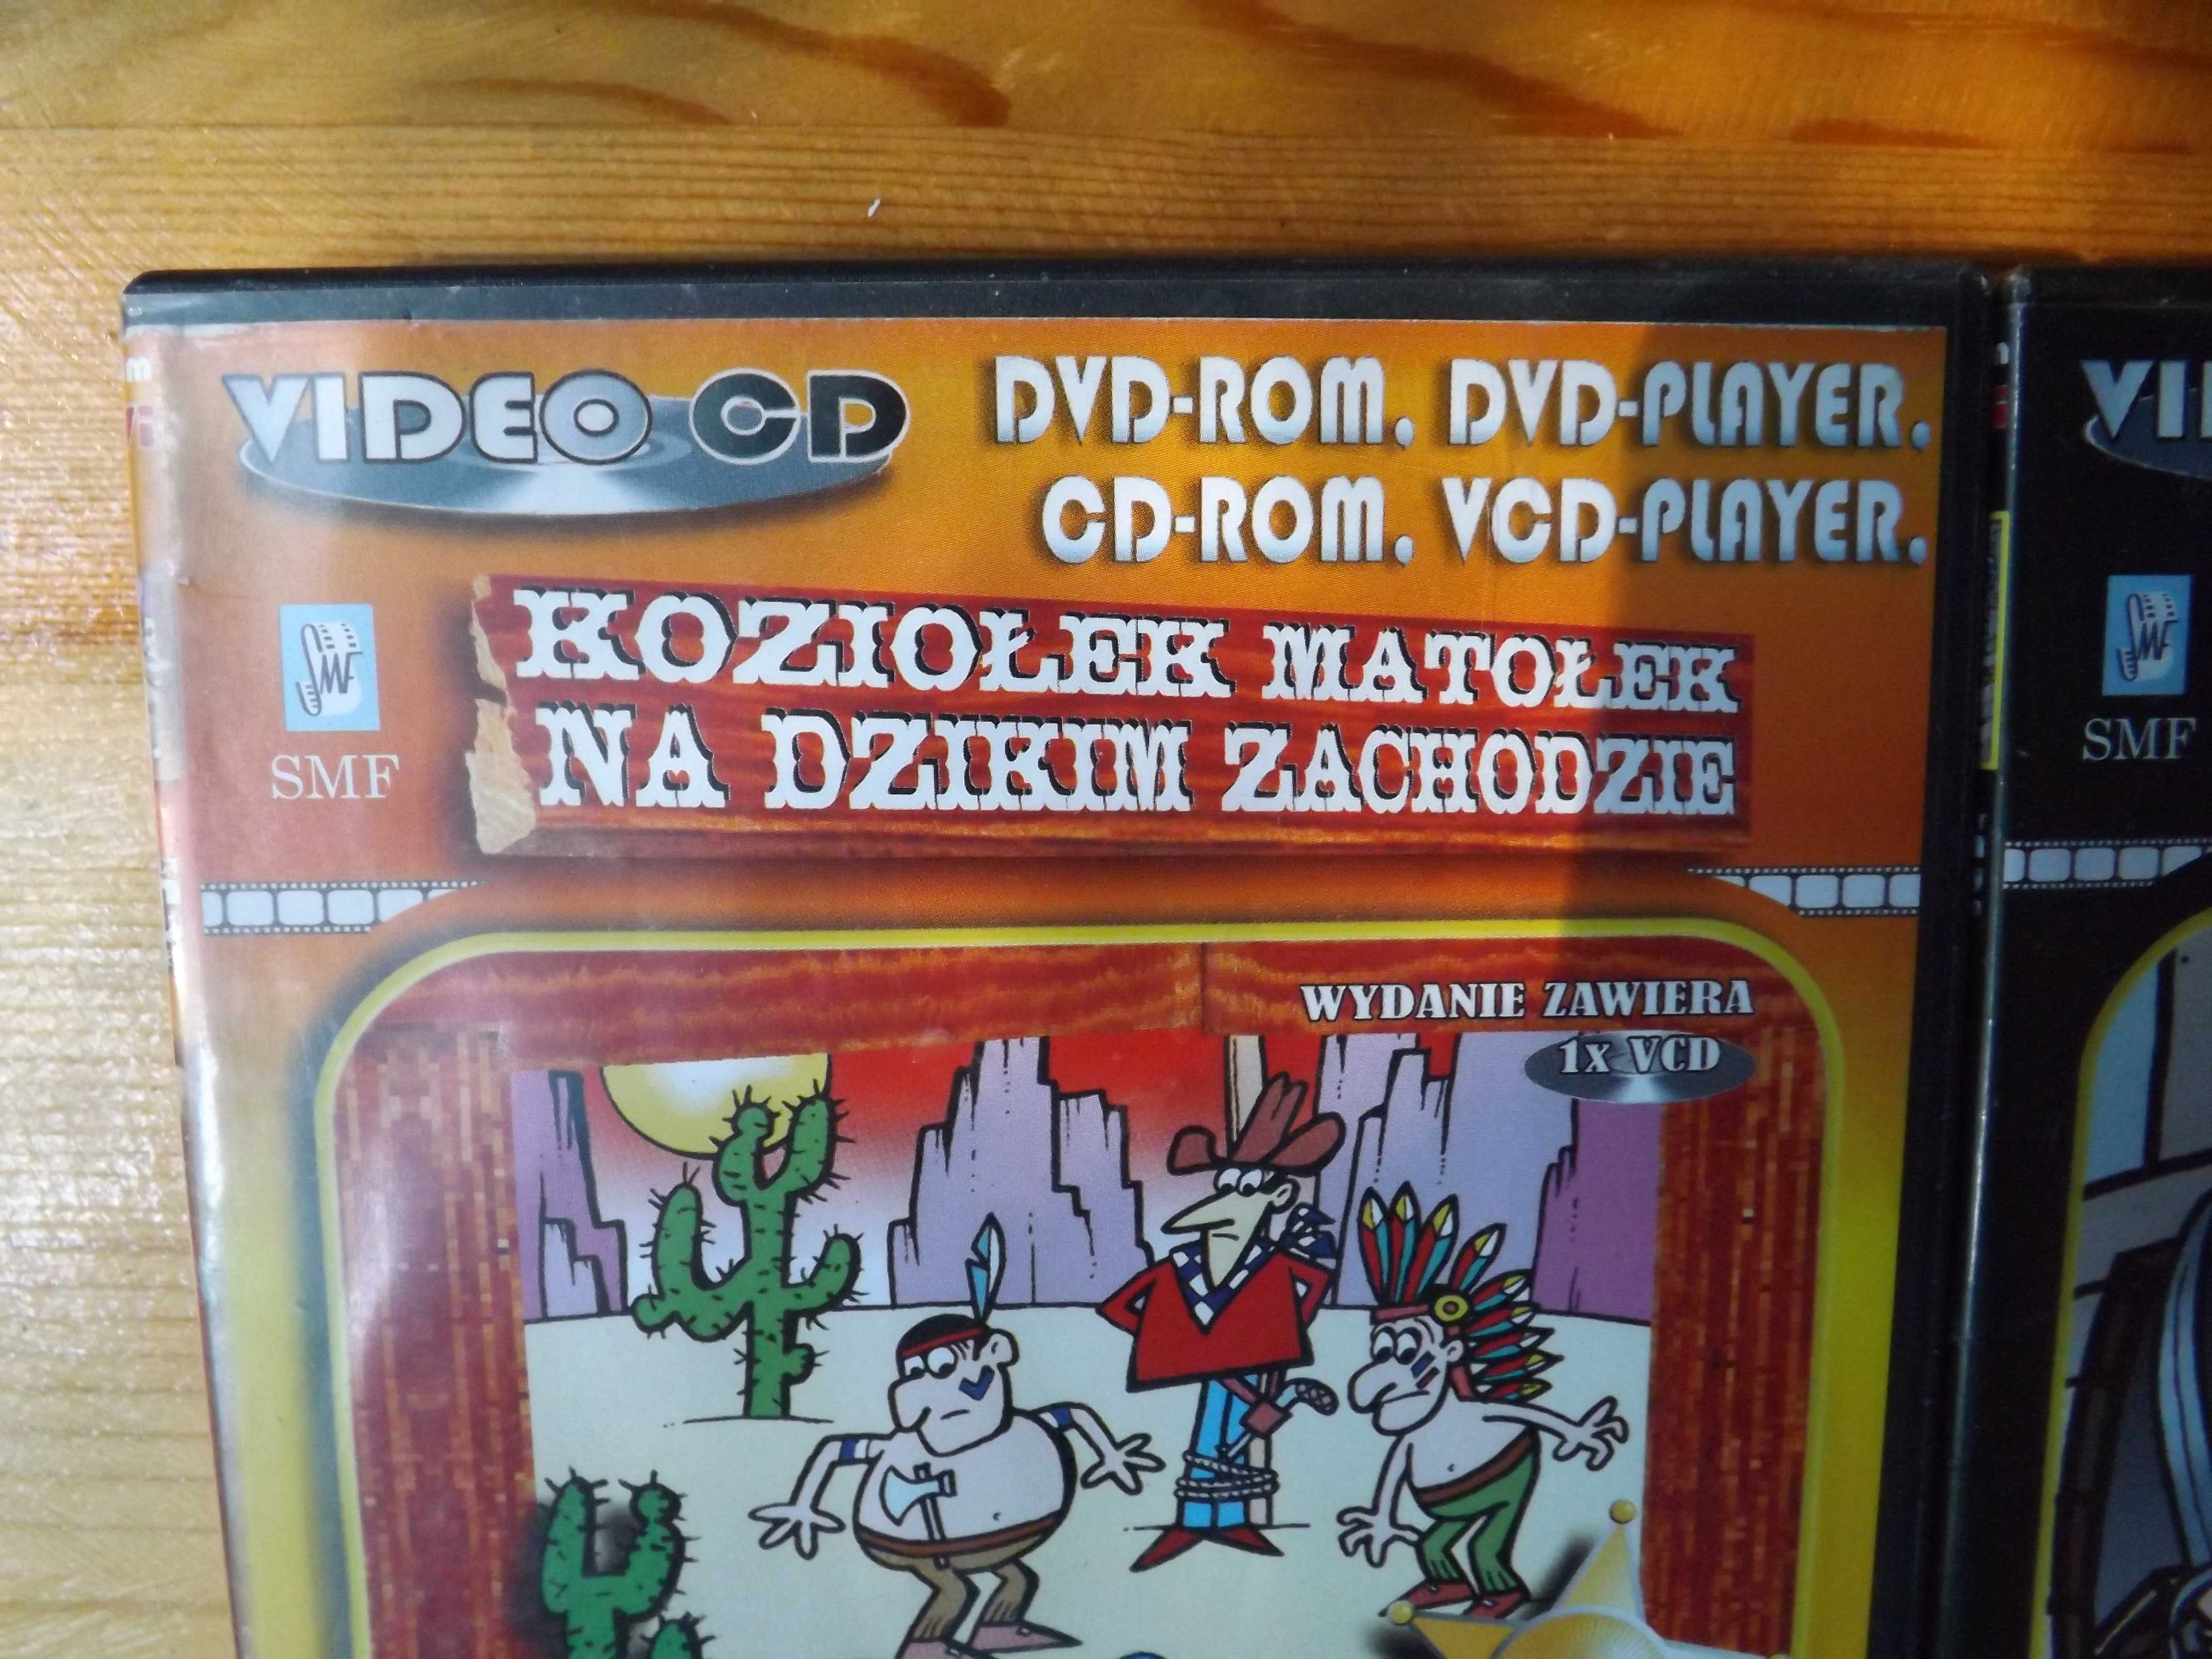 VIDEO CD
DVD-ROM, DVD-PLAYER,
CD-ROM, VCD-PLAYER,
SMF
KOZIOŁEK MATOŁEK
NA DZIKIM ZACHODZIE
WYDANIE ZAWIERA
1X VCD
VI
SMF